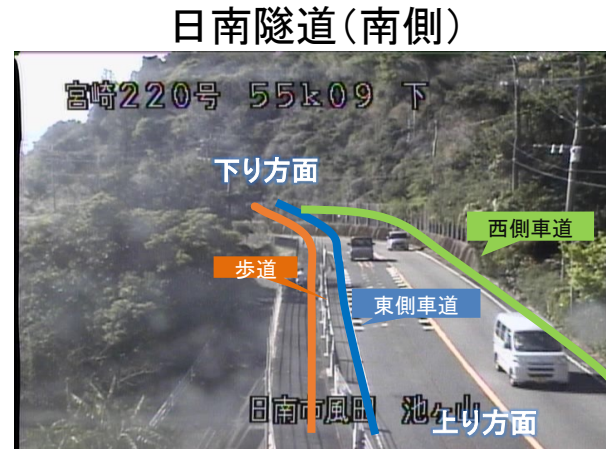 日南隧道（南側）
宮崎220号 55k09 下
下り方面
西側車道
歩道
東側車道
日南市風田 池ヶ山
上り方面